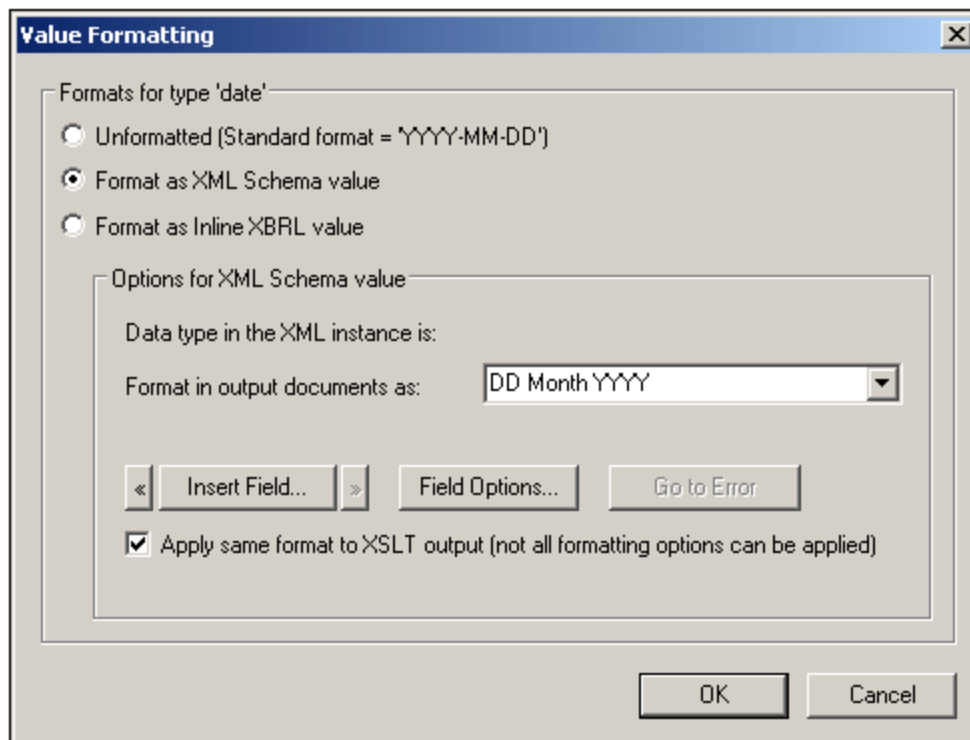 Value Formatting
Formats for type 'date'
Unformatted (Standard format = 'YYYY-MM-DD')
Format as XML Schema value
Format as Inline XBRL value
Options for XML Schema value
Data type in the XML instance is:
Format in output documents as: DD Month YYYY
« Insert Field... » Field Options... Go to Error
Apply same format to XSLT output (not all formatting options can be applied)
OK Cancel